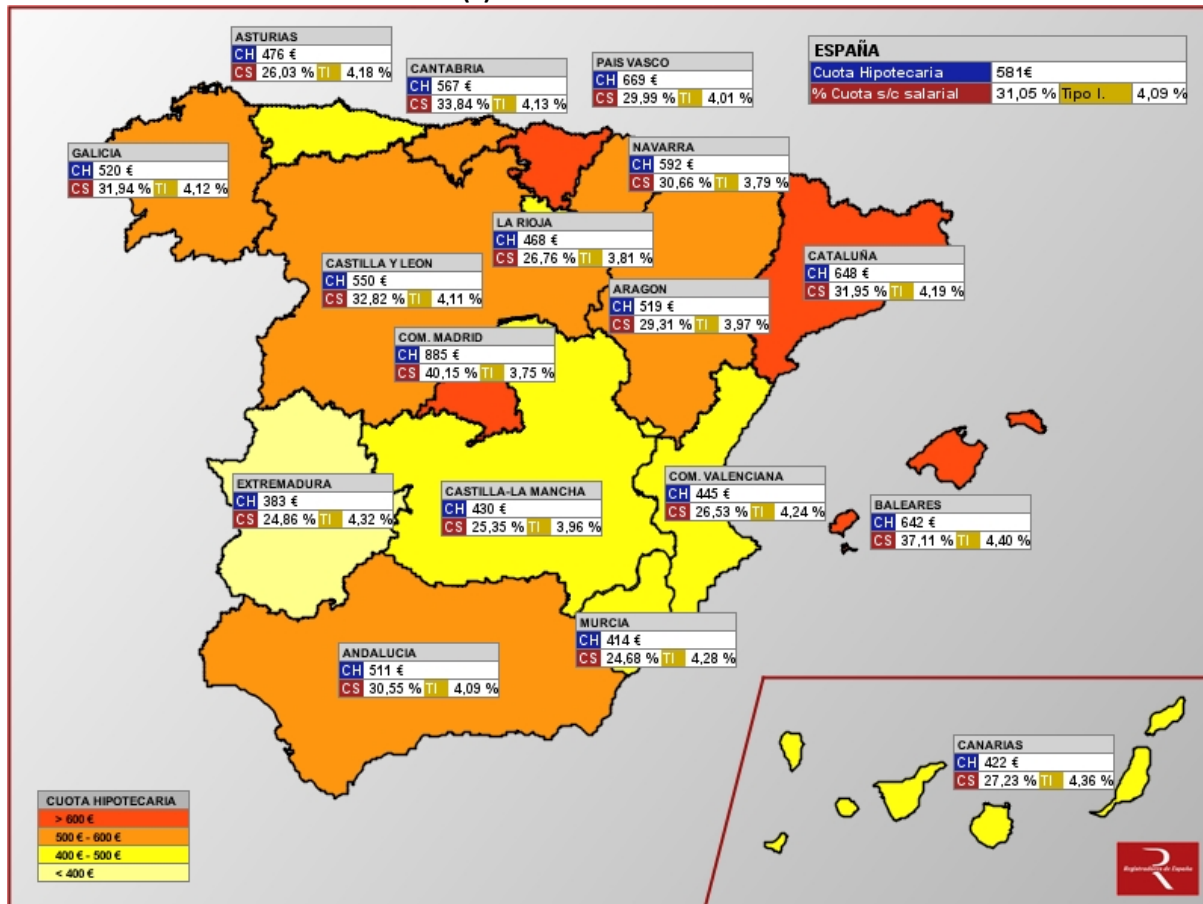 ASTURIAS
CH 476 €
CS 26,03 % TI 4,18 %
CANTABRIA
CH 567 €
CS 33,84 % TI 4,13 %
PAIS VASCO
CH 669 €
CS 29,99 % TI 4,01 %
ESPAÑA
Cuota Hipotecaria 581€
% Cuota s/c salarial 31,05 % Tipo I. 4,09 %
GALICIA
CH 520 €
CS 31,94 % TI 4,12 %
NAVARRA
CH 592 €
CS 30,66 % TI 3,79 %
LA RIOJA
CH 468 €
CS 26,76 % TI 3,81 %
CASTILLA Y LEON
CH 550 €
CS 32,82 % TI 4,11 %
CATALUÑA
CH 648 €
CS 31,95 % TI 4,19 %
ARAGON
CH 519 €
CS 29,31 % TI 3,97 %
COM. MADRID
CH 885 €
CS 40,15 % TI 3,75 %
EXTREMADURA
CH 383 €
CS 24,86 % TI 4,32 %
CASTILLA-LA MANCHA
CH 430 €
CS 25,35 % TI 3,96 %
COM. VALENCIANA
CH 445 €
CS 26,53 % TI 4,24 %
BALEARES
CH 642 €
CS 37,11 % TI 4,40 %
MURCIA
CH 414 €
CS 24,68 % TI 4,28 %
ANDALUCIA
CH 511 €
CS 30,55 % TI 4,09 %
CANARIAS
CH 422 €
CS 27,23 % TI 4,36 %
CUOTA HIPOTECARIA
> 600 €
500 € - 600 €
400 € - 500 €
< 400 €
R
Registradores de España